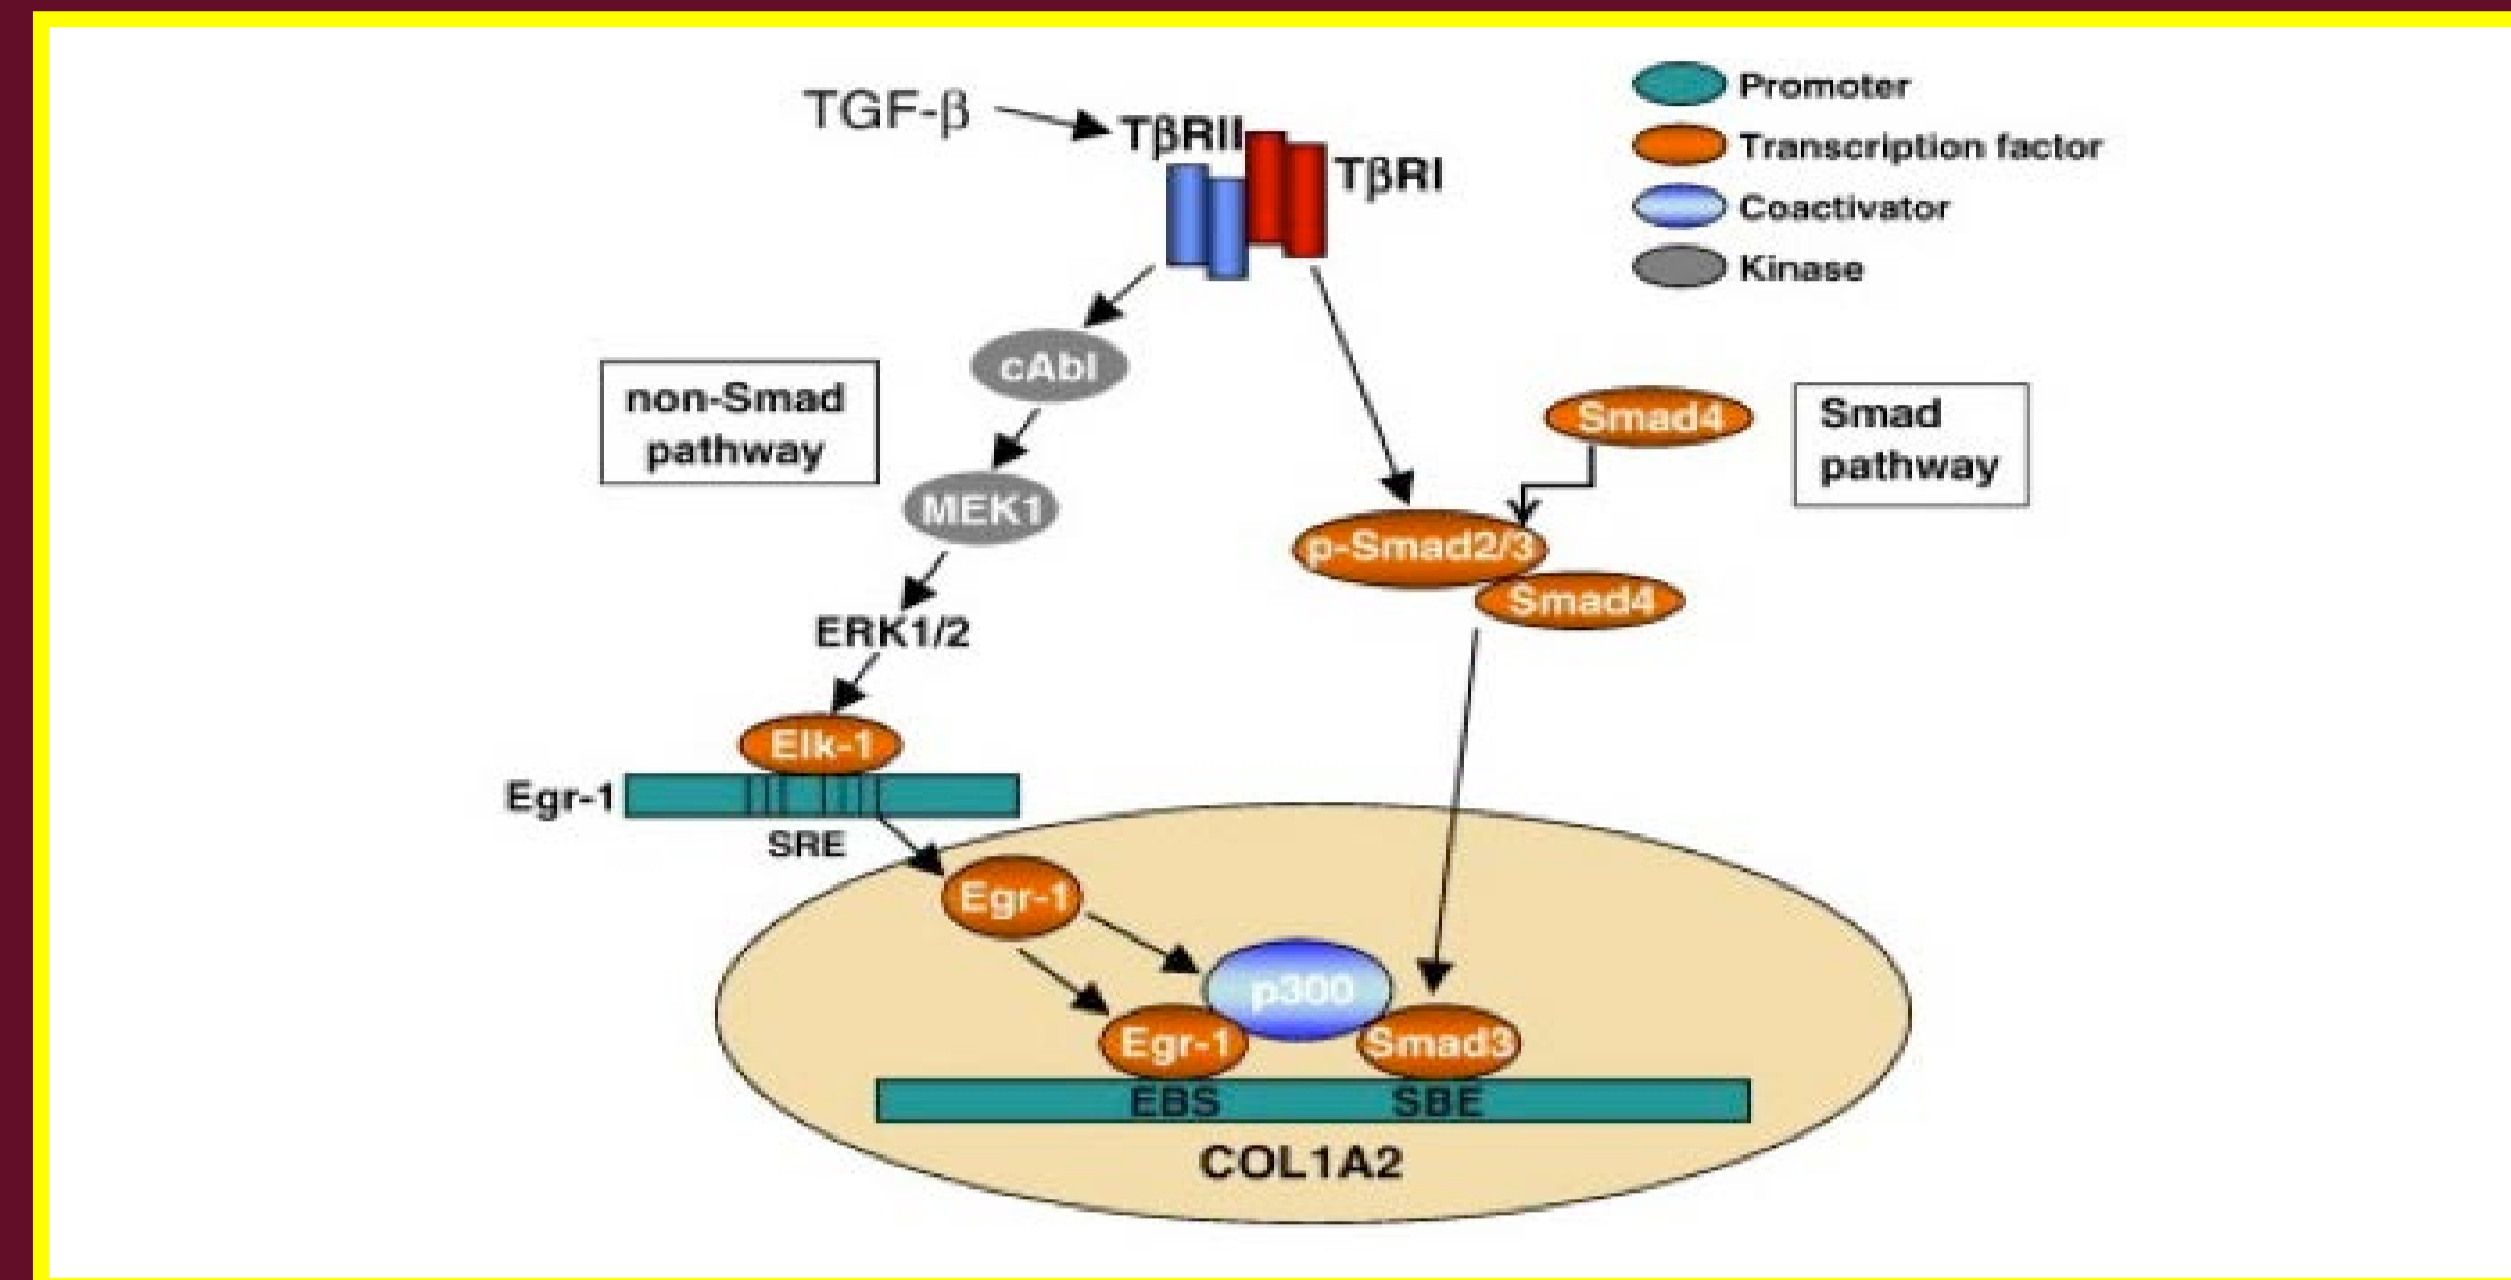 TGF-β
TβRII
TβRI
Promoter
Transcription factor
Coactivator
Kinase
cAbl
non-Smad
pathway
MEK1
ERK1/2
Smad4
Smad
pathway
p-Smad2/3
Smad4
Elk-1
Egr-1
SRE
Egr-1
p300
Egr-1
Smad3
EBS
SBE
COL1A2